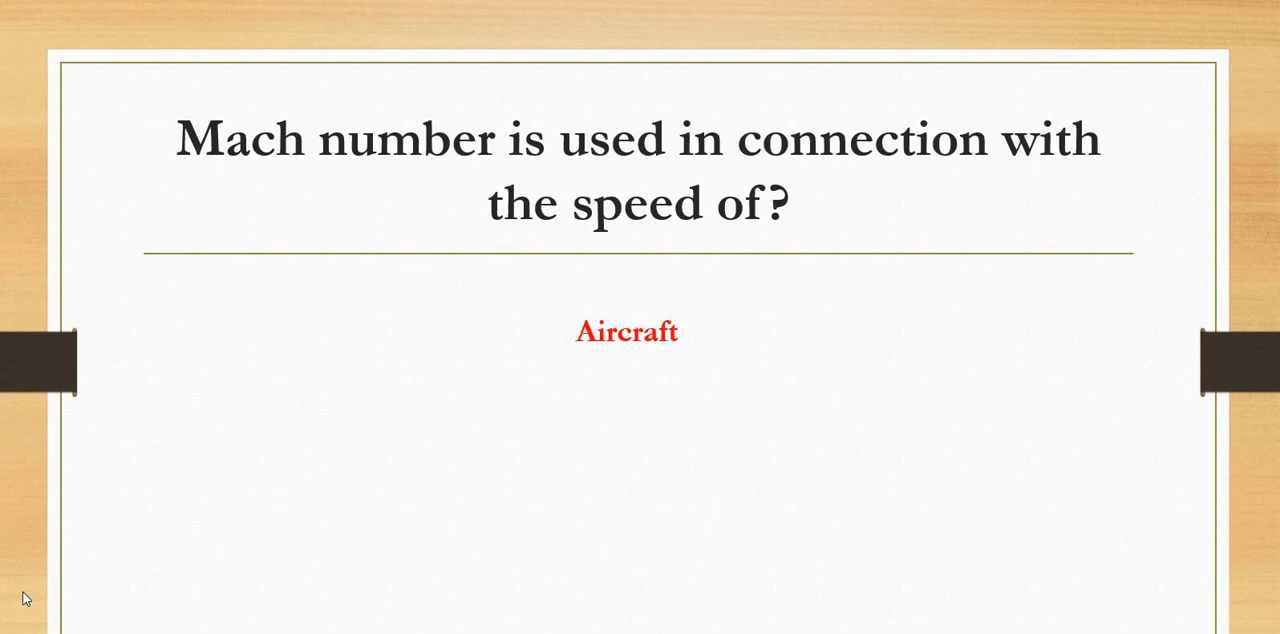 Mach number is used in connection with
the speed of?
Aircraft